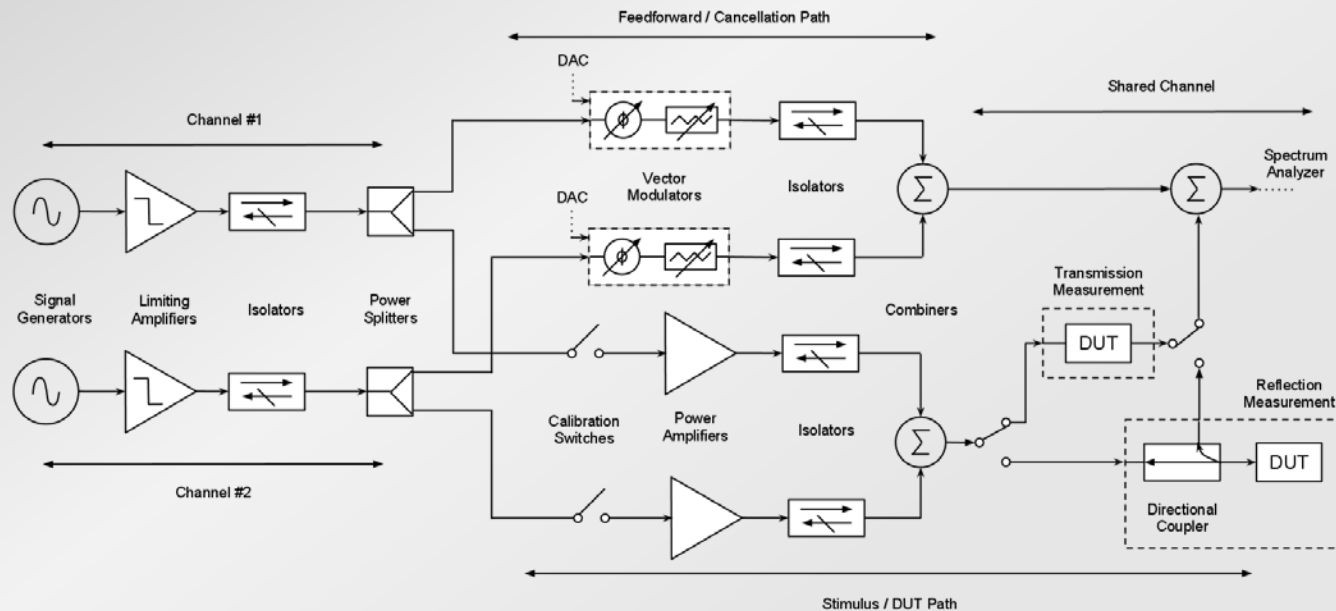 Feedforward / Cancellation Path
DAC
Shared Channel
Channel #1
Spectrum
Analyzer
Vector
Modulators
Isolators
Σ
Σ
DAC
Φ
Φ
Transmission
Measurement
Signal
Generators
Limiting
Amplifiers
Isolators
Power
Splitters
Combiners
DUT
Reflection
Measurement
Calibration
Switches
Power
Amplifiers
Isolators
Σ
DUT
Channel #2
Directional
Coupler
Stimulus / DUT Path